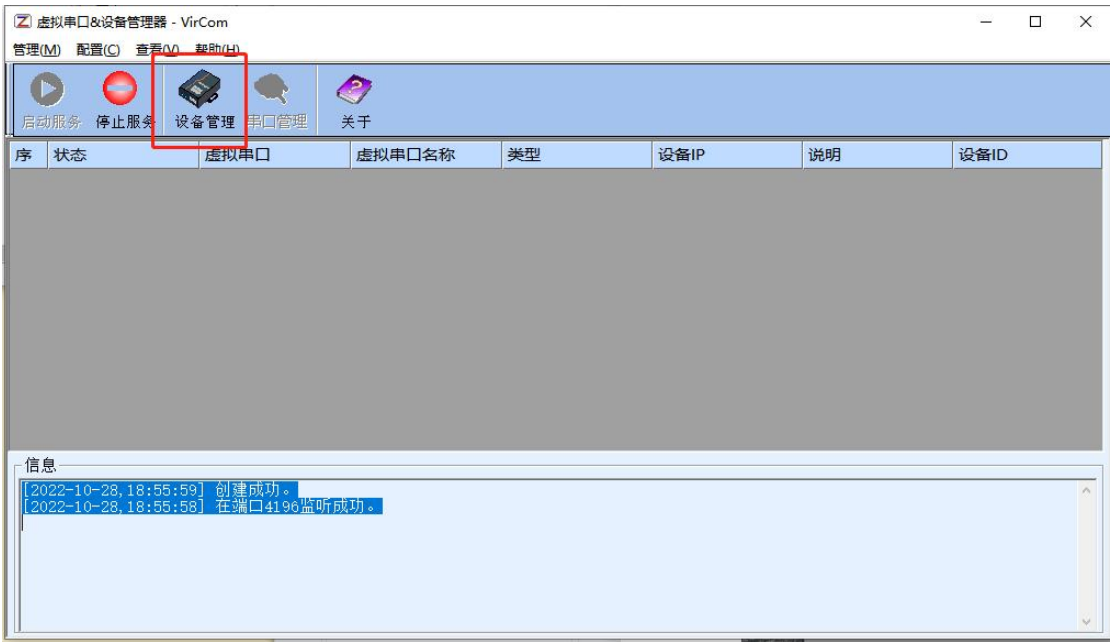 虚拟串口&设备管理器 - VirCom
管理(M) 配置(C) 查看(V) 帮助(H)
启动服务 停止服务 设备管理 串口管理 关于
序 状态 虚拟串口 虚拟串口名称 类型 设备IP 说明 设备ID
信息
[2022-10-28,18:55:59] 创建成功。
[2022-10-28,18:55:58] 在端口4196监听成功。